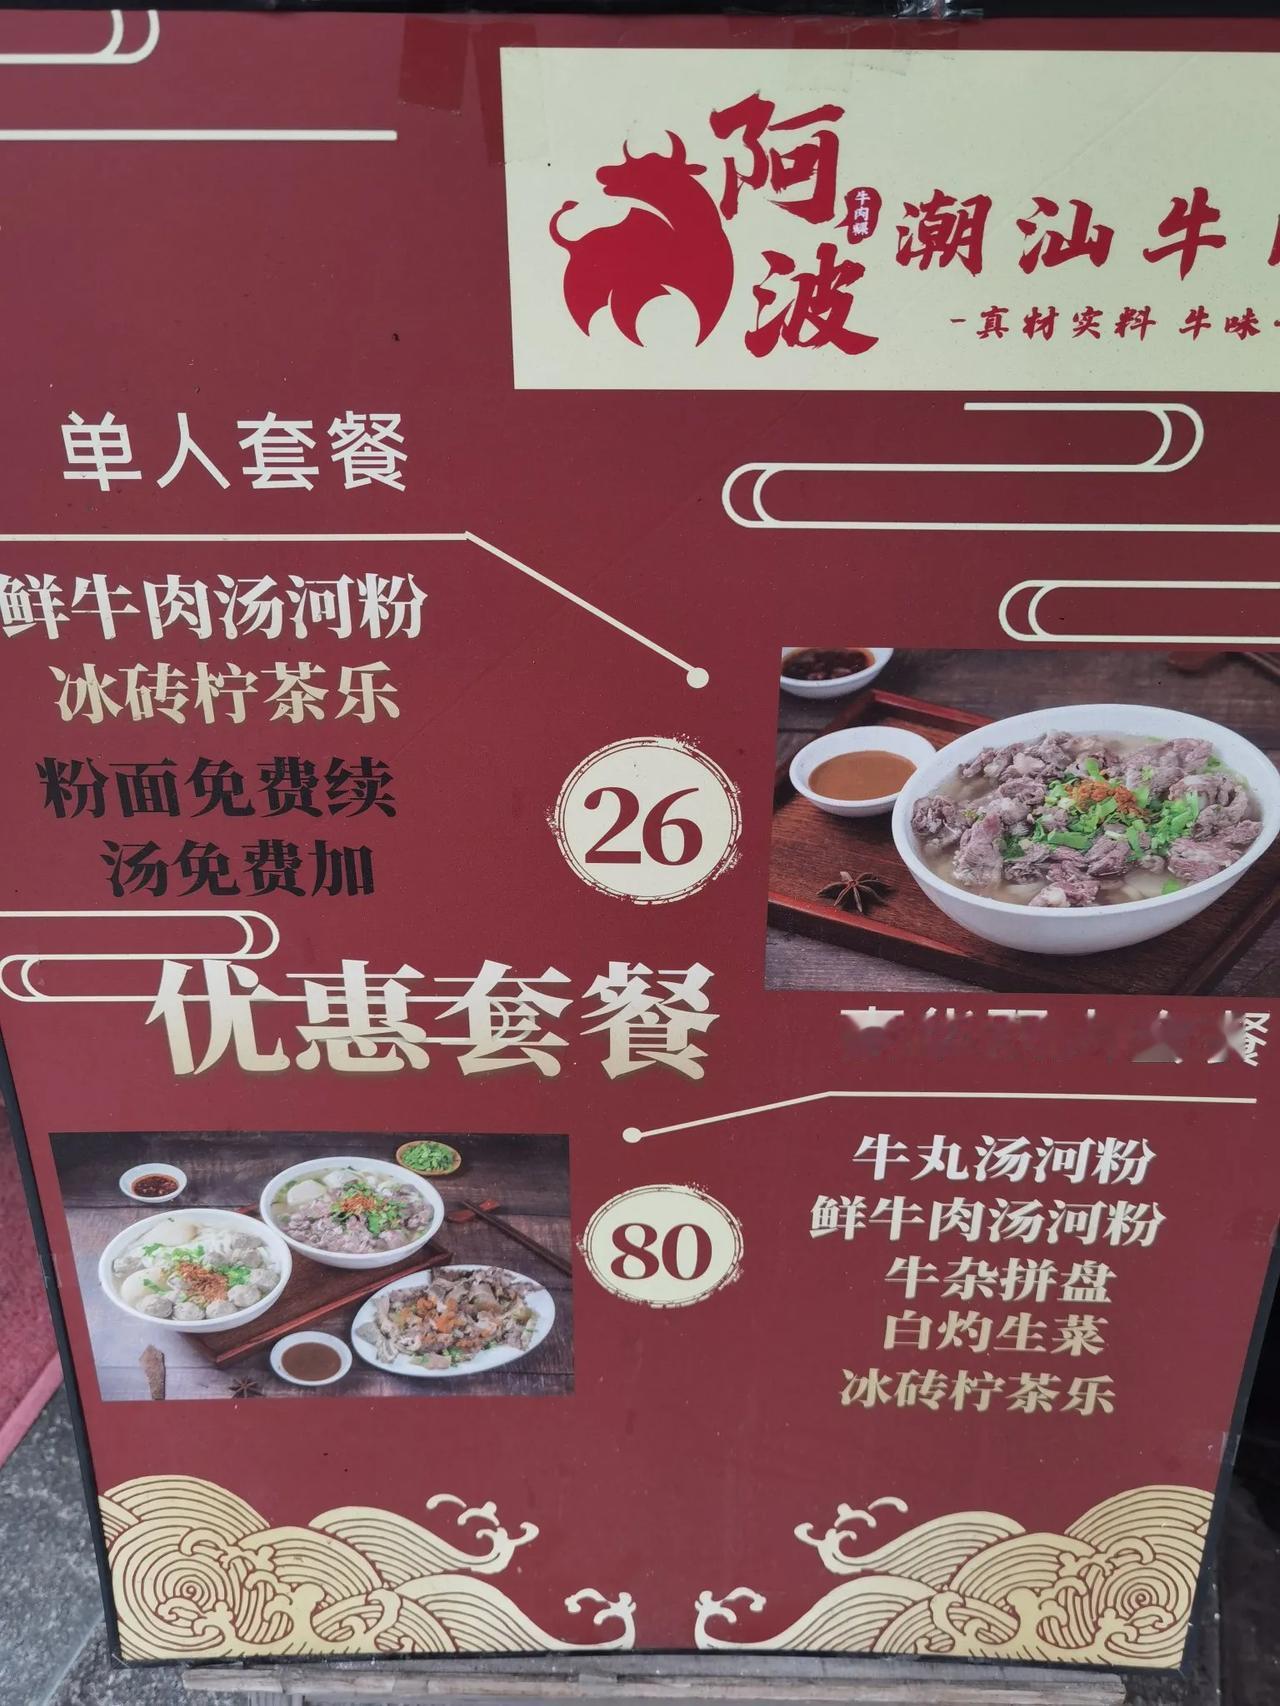 阿波
牛肉粿
潮汕牛
-真材实料 牛味
单人套餐
鲜牛肉汤河粉
冰砖柠茶乐
粉面免费续
汤免费加
26
优惠套餐
餐
80
牛丸汤河粉
鲜牛肉汤河粉
牛杂拼盘
白灼生菜
冰砖柠茶乐